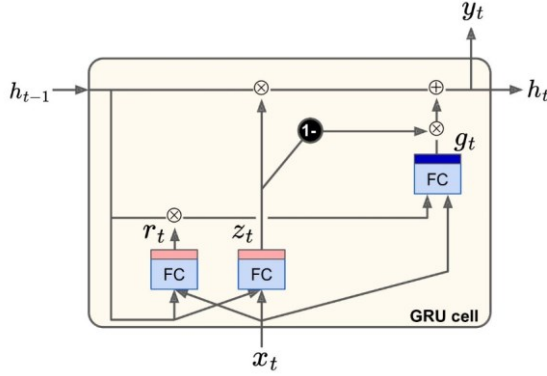 y_t
h_{t-1}
⊗
⊕
h_t
1-
⊗
g_t
FC
⊗
r_t
z_t
FC
FC
GRU cell
x_t